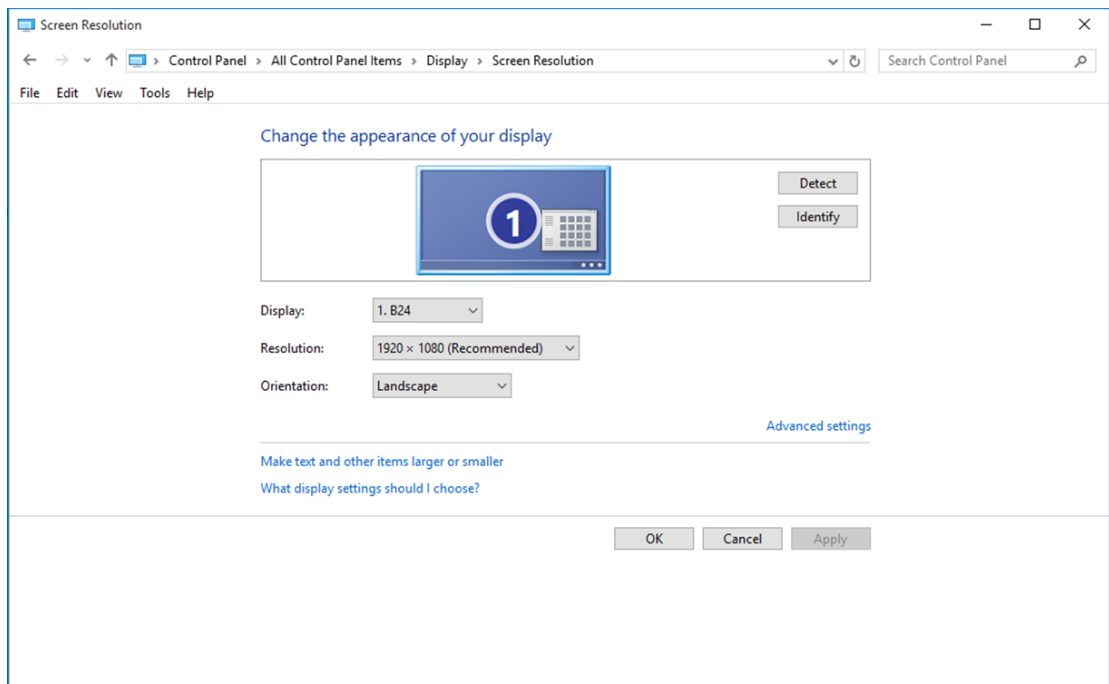 Screen Resolution
Control Panel > All Control Panel Items > Display > Screen Resolution
Search Control Panel
File Edit View Tools Help
Change the appearance of your display
1
Detect
Identify
Display: 1. B24
Resolution: 1920 × 1080 (Recommended)
Orientation: Landscape
Advanced settings
Make text and other items larger or smaller
What display settings should I choose?
OK Cancel Apply